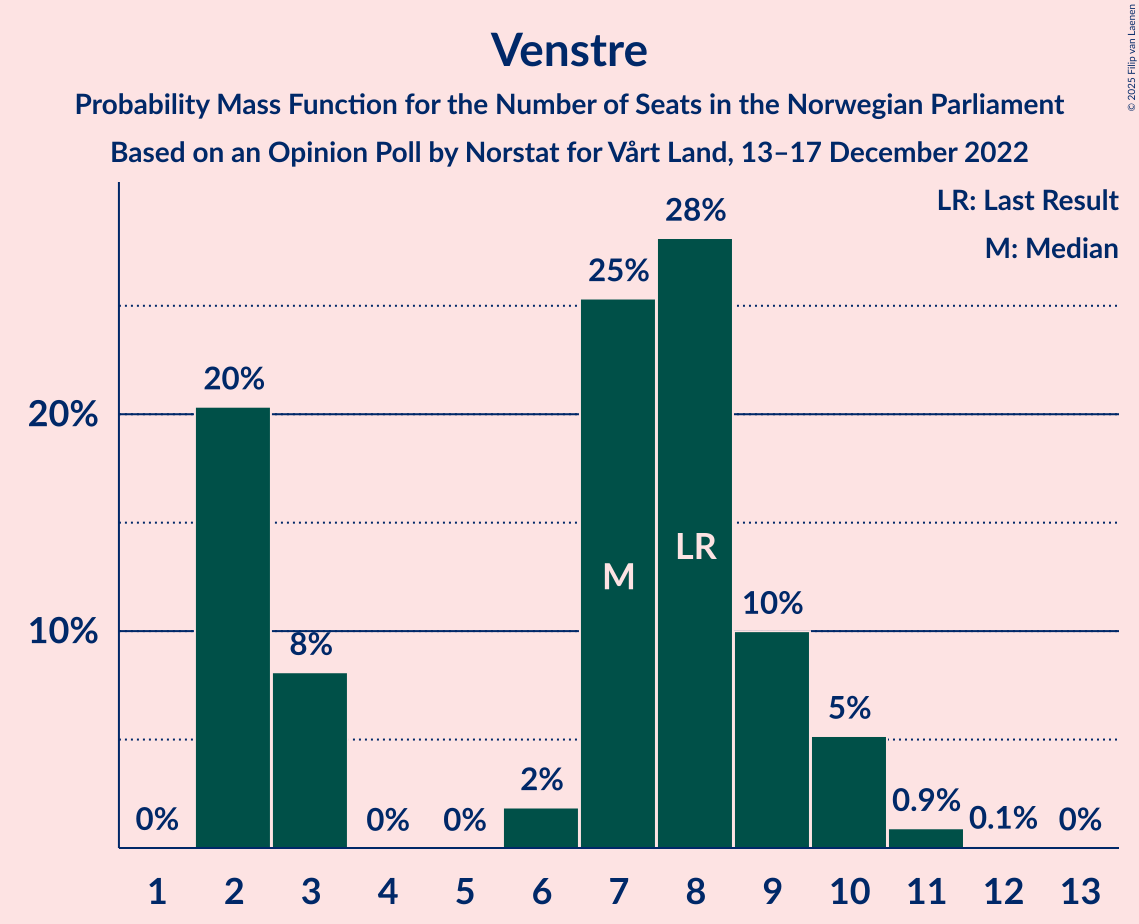 Venstre
Probability Mass Function for the Number of Seats in the Norwegian Parliament
Based on an Opinion Poll by Norstat for Vårt Land, 13–17 December 2022
© 2025 Filip van Laenen
LR: Last Result
M: Median
28%
25%
20%
20%
LR
M
10%
10%
8%
5%
2%
0.9%
0%
0%
0%
0.1%
0%
1 2 3 4 5 6 7 8 9 10 11 12 13